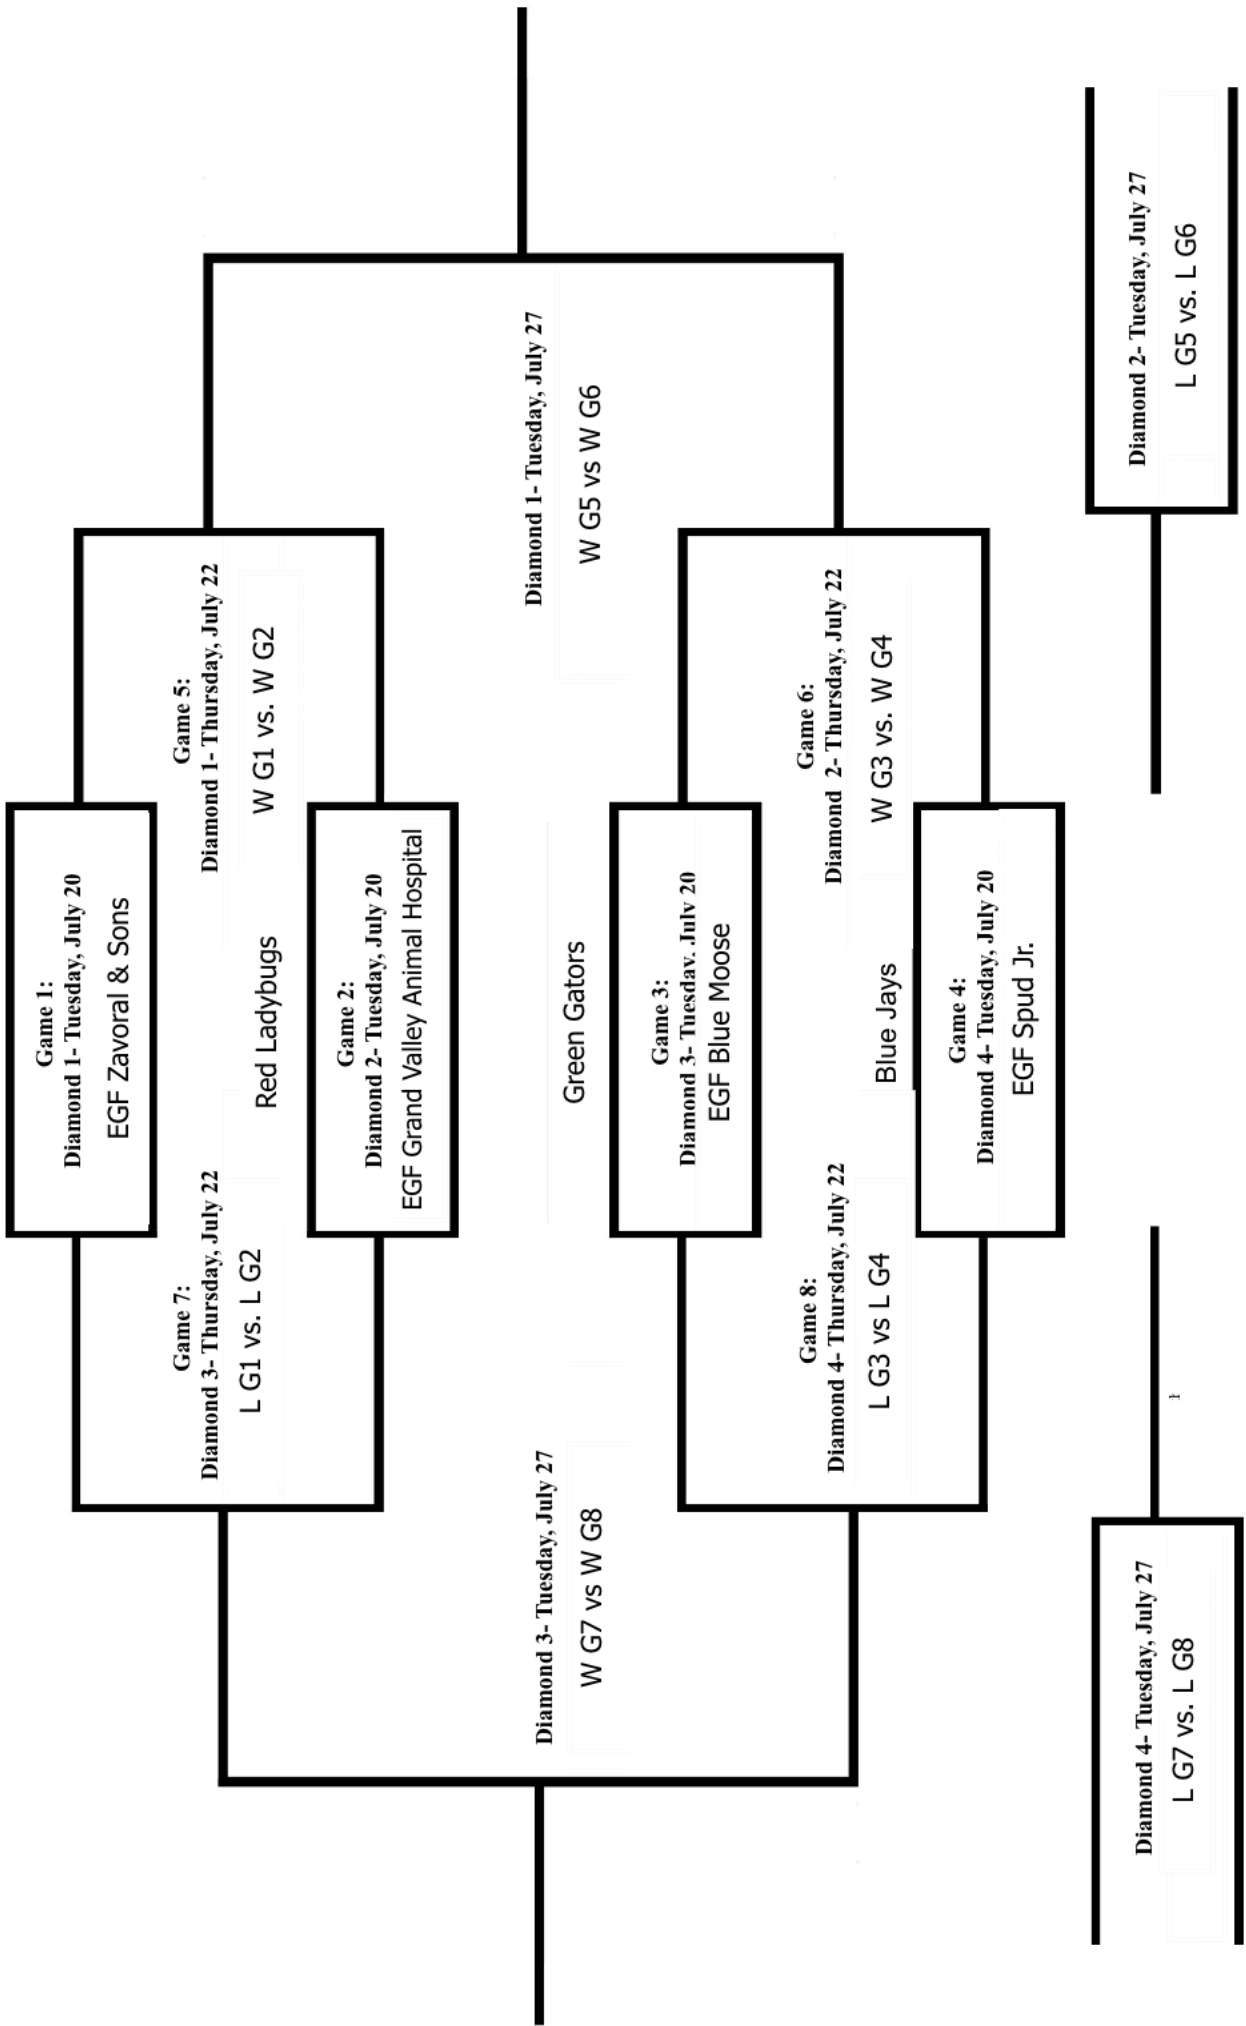 Game 1:
Diamond 1- Tuesday, July 20
EGF Zavoral & Sons
Game 7:
Diamond 3- Thursday, July 22
L G1 vs. L G2
Red Ladybugs
Game 5:
Diamond 1- Thursday, July 22
W G1 vs. W G2
Game 2:
Diamond 2- Tuesday, July 20
EGF Grand Valley Animal Hospital
Diamond 3- Tuesday, July 27
W G7 vs W G8
Green Gators
Diamond 1- Tuesday, July 27
W G5 vs W G6
Game 3:
Diamond 3- Tuesdav. Julv 20
EGF Blue Moose
Game 8:
Diamond 4- Thursday, July 22
L G3 vs L G4
Blue Jays
Game 6:
Diamond 2- Thursday, July 22
W G3 vs. W G4
Game 4:
Diamond 4- Tuesday, July 20
EGF Spud Jr.
Diamond 4- Tuesday, July 27
L G7 vs. L G8
Diamond 2- Tuesday, July 27
L G5 vs. L G6